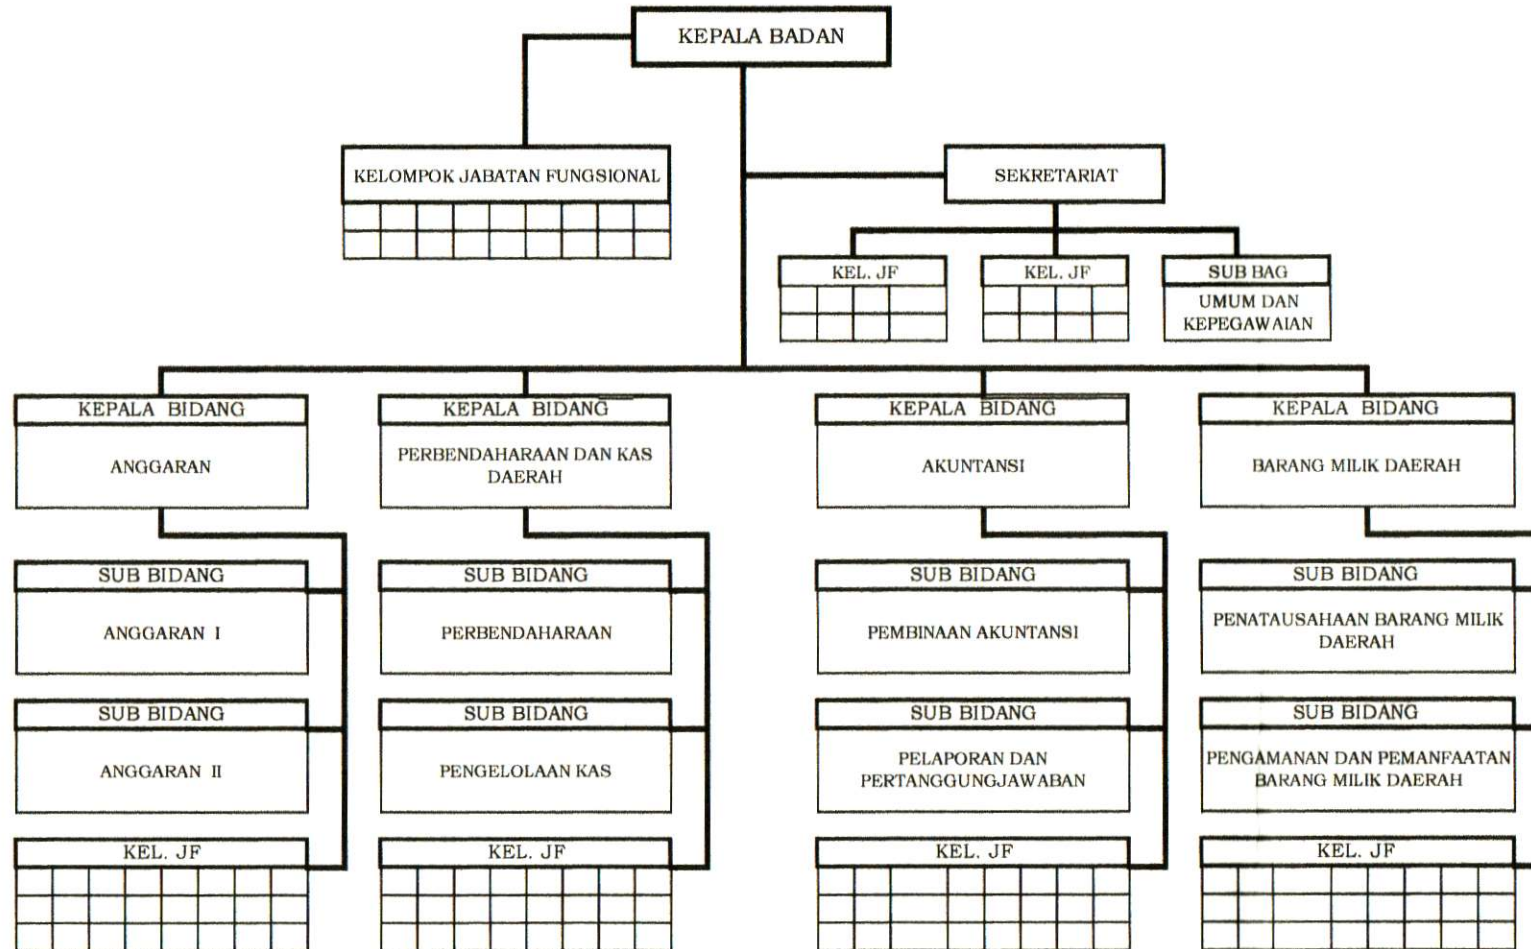 KEPALA BADAN
KELOMPOK JABATAN FUNGSIONAL
SEKRETARIAT
KEL. JF
KEL. JF
SUB BAG
UMUM DAN
KEPEGAWAIAN
KEPALA BIDANG
ANGGARAN
KEPALA BIDANG
PERBENDAHARAAN DAN KAS
DAERAH
KEPALA BIDANG
AKUNTANSI
KEPALA BIDANG
BARANG MILIK DAERAH
SUB BIDANG
ANGGARAN I
SUB BIDANG
PERBENDAHARAAN
SUB BIDANG
PEMBINAAN AKUNTANSI
SUB BIDANG
PENATAUSAHAAN BARANG MILIK
DAERAH
SUB BIDANG
ANGGARAN II
SUB BIDANG
PENGELOLAAN KAS
SUB BIDANG
PELAPORAN DAN
PERTANGGUNGJAWABAN
SUB BIDANG
PENGAMANAN DAN PEMANFAATAN
BARANG MILIK DAERAH
KEL. JF
KEL. JF
KEL. JF
KEL. JF